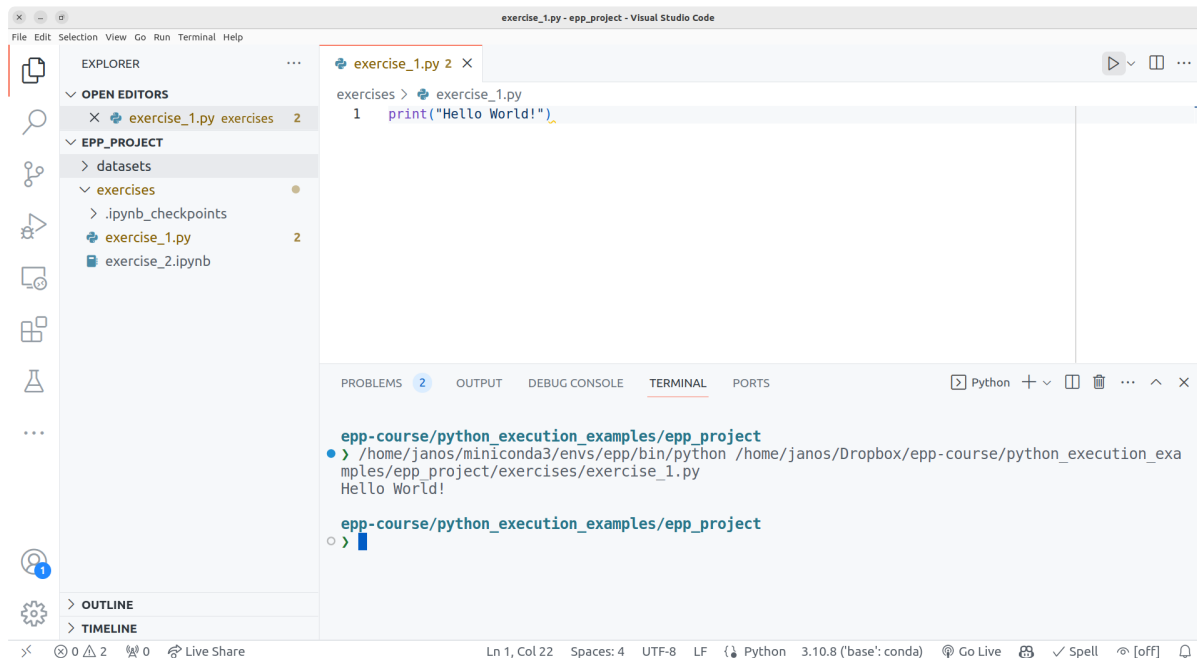 exercise_1.py - epp_project - Visual Studio Code
File Edit Selection View Go Run Terminal Help
EXPLORER
OPEN EDITORS
exercise_1.py exercises 2
EPP_PROJECT
datasets
exercises
.ipynb_checkpoints
exercise_1.py 2
exercise_2.ipynb
OUTLINE
TIMELINE
exercise_1.py 2
exercises > exercise_1.py
1 print("Hello World!")
PROBLEMS 2 OUTPUT DEBUG CONSOLE TERMINAL PORTS Python
epp-course/python_execution_examples/epp_project
❯ /home/janos/miniconda3/envs/epp/bin/python /home/janos/Dropbox/epp-course/python_execution_exa
mples/epp_project/exercises/exercise_1.py
Hello World!
epp-course/python_execution_examples/epp_project
❯
1
0 2 0 Live Share Ln 1, Col 22 Spaces: 4 UTF-8 LF Python 3.10.8 ('base': conda) Go Live Spell [off]